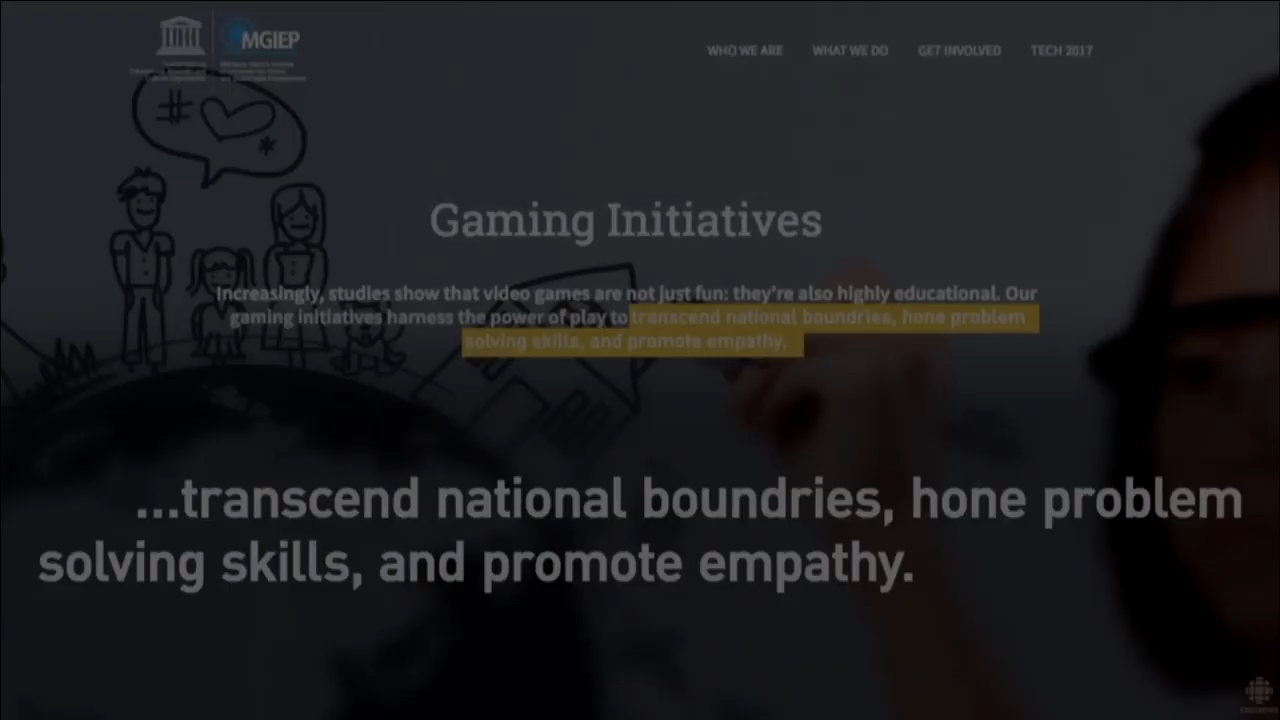 MGIEP
WHO WE ARE WHAT WE DO GET INVOLVED TECH 2017
#
*
Gaming Initiatives
Increasingly, studies show that video games are not just fun: they're also highly educational. Our
gaming initiatives harness the power of play to transcend national boundries, hone problem
solving skills, and promote empathy.
...transcend national boundries, hone problem
solving skills, and promote empathy.